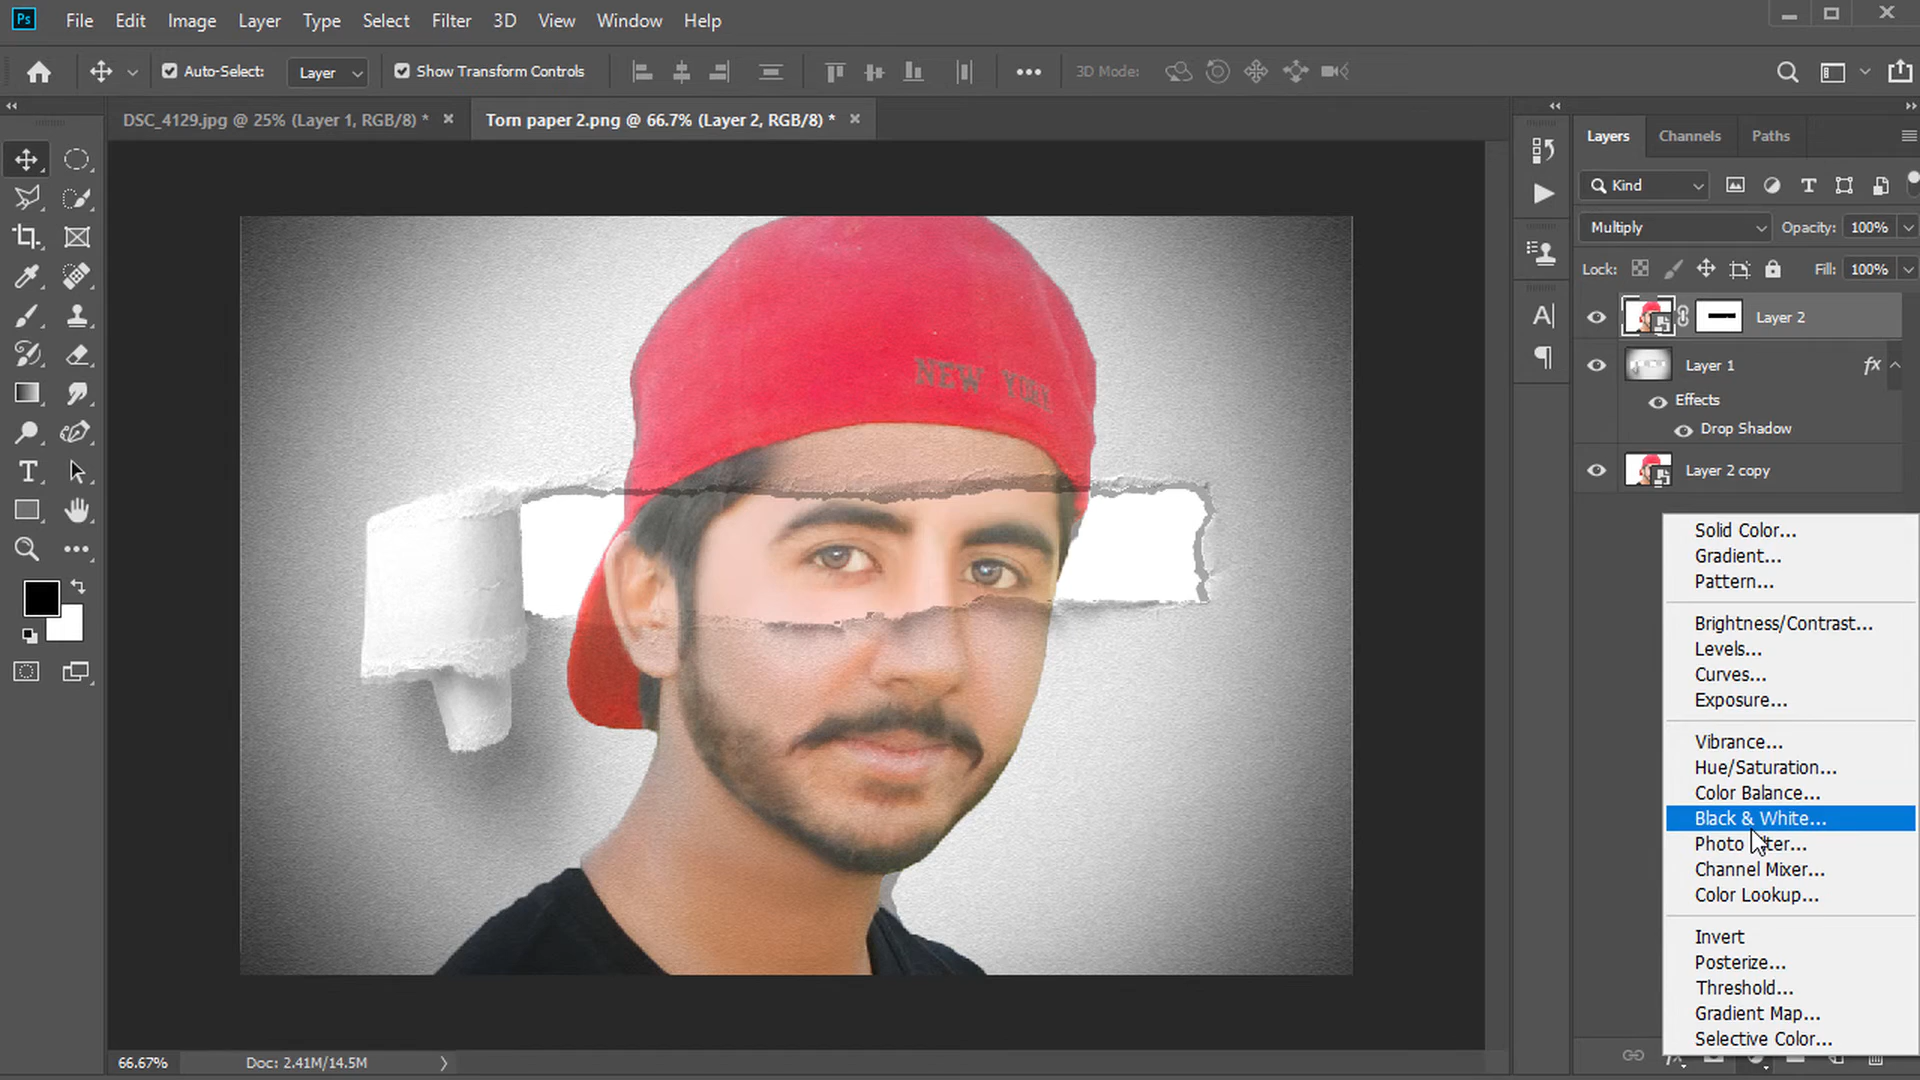 Ps File Edit Image Layer Type Select Filter 3D View Window Help
Auto-Select: Layer Show Transform Controls 3D Mode:
DSC_4129.jpg @ 25% (Layer 1, RGB/8) * Torn paper 2.png @ 66.7% (Layer 2, RGB/8) *
Layers Channels Paths
Kind
Multiply Opacity: 100%
Lock: Fill: 100%
Layer 2
Layer 1 fx
Effects
Drop Shadow
Layer 2 copy
NEW YORK
Solid Color...
Gradient...
Pattern...
Brightness/Contrast...
Levels...
Curves...
Exposure...
Vibrance...
Hue/Saturation...
Color Balance...
Black & White...
Photo
Channel Mixer...
Color Lookup...
Invert
Posterize...
Threshold...
Gradient Map...
Selective Color...
66.67% Doc: 2.41M/14.5M